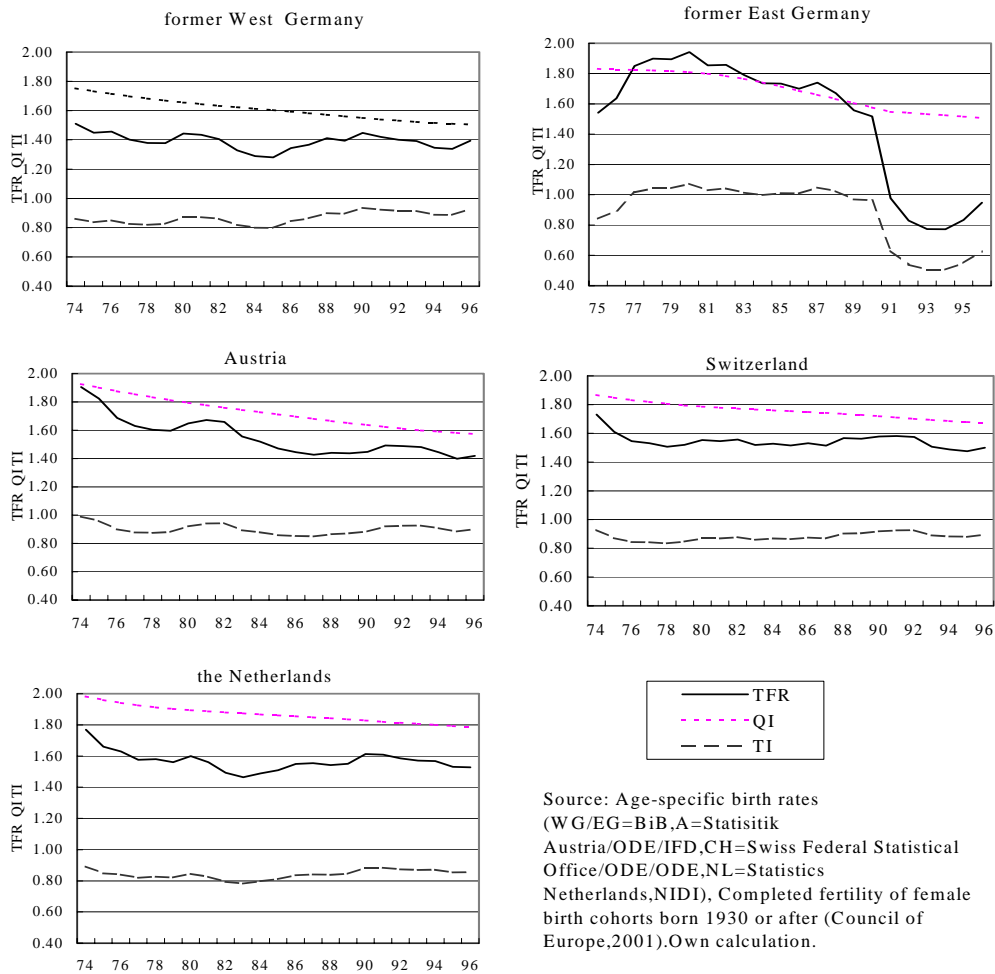 former West Germany
TFR QI TI
2.00
1.80
1.60
1.40
1.20
1.00
0.80
0.60
0.40
74 76 78 80 82 84 86 88 90 92 94 96
former East Germany
TFR QI TI
2.00
1.80
1.60
1.40
1.20
1.00
0.80
0.60
0.40
75 77 79 81 83 85 87 89 91 93 95
Austria
TFR QI TI
2.00
1.80
1.60
1.40
1.20
1.00
0.80
0.60
0.40
74 76 78 80 82 84 86 88 90 92 94 96
Switzerland
TFR QI TI
2.00
1.80
1.60
1.40
1.20
1.00
0.80
0.60
0.40
74 76 78 80 82 84 86 88 90 92 94 96
the Netherlands
TFR QI TI
2.00
1.80
1.60
1.40
1.20
1.00
0.80
0.60
0.40
74 76 78 80 82 84 86 88 90 92 94 96
TFR
QI
TI
Source: Age-specific birth rates
(WG/EG=BiB,A=Statisitik
Austria/ODE/IFD,CH=Swiss Federal Statistical
Office/ODE/ODE,NL=Statistics
Netherlands,NIDI), Completed fertility of female
birth cohorts born 1930 or after (Council of
Europe,2001).Own calculation.